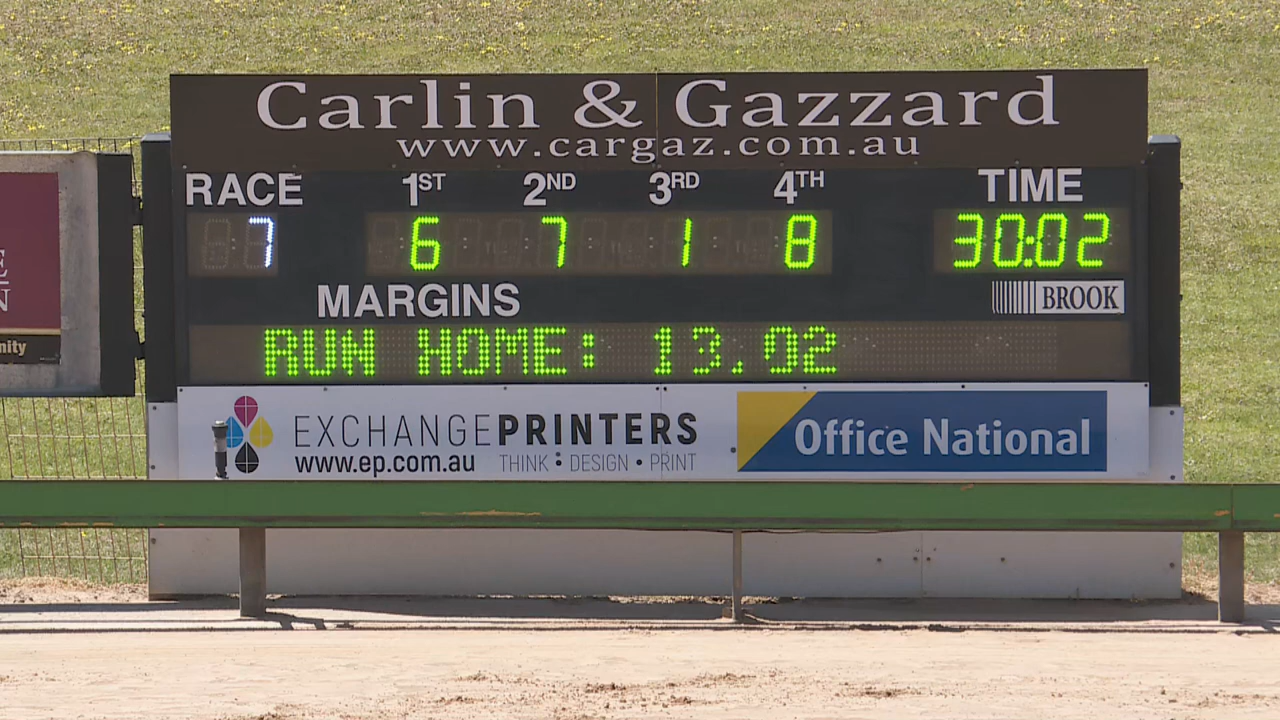 Carlin & Gazzard
www.cargaz.com.au
RACE 1ST 2ND 3RD 4TH TIME
7 6 7 1 8 30:02
MARGINS BROOK
RUN HOME: 13.02
EXCHANGEPRINTERS
www.ep.com.au THINK • DESIGN • PRINT
Office National
E
N
nity